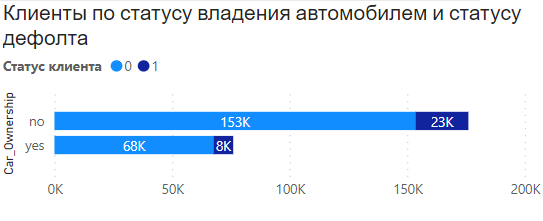 Клиенты по статусу владения автомобилем и статусу
дефолта
Статус клиента 0 1
Car_Ownership
no 153K 23K
yes 68K 8K
0K 50K 100K 150K 200K